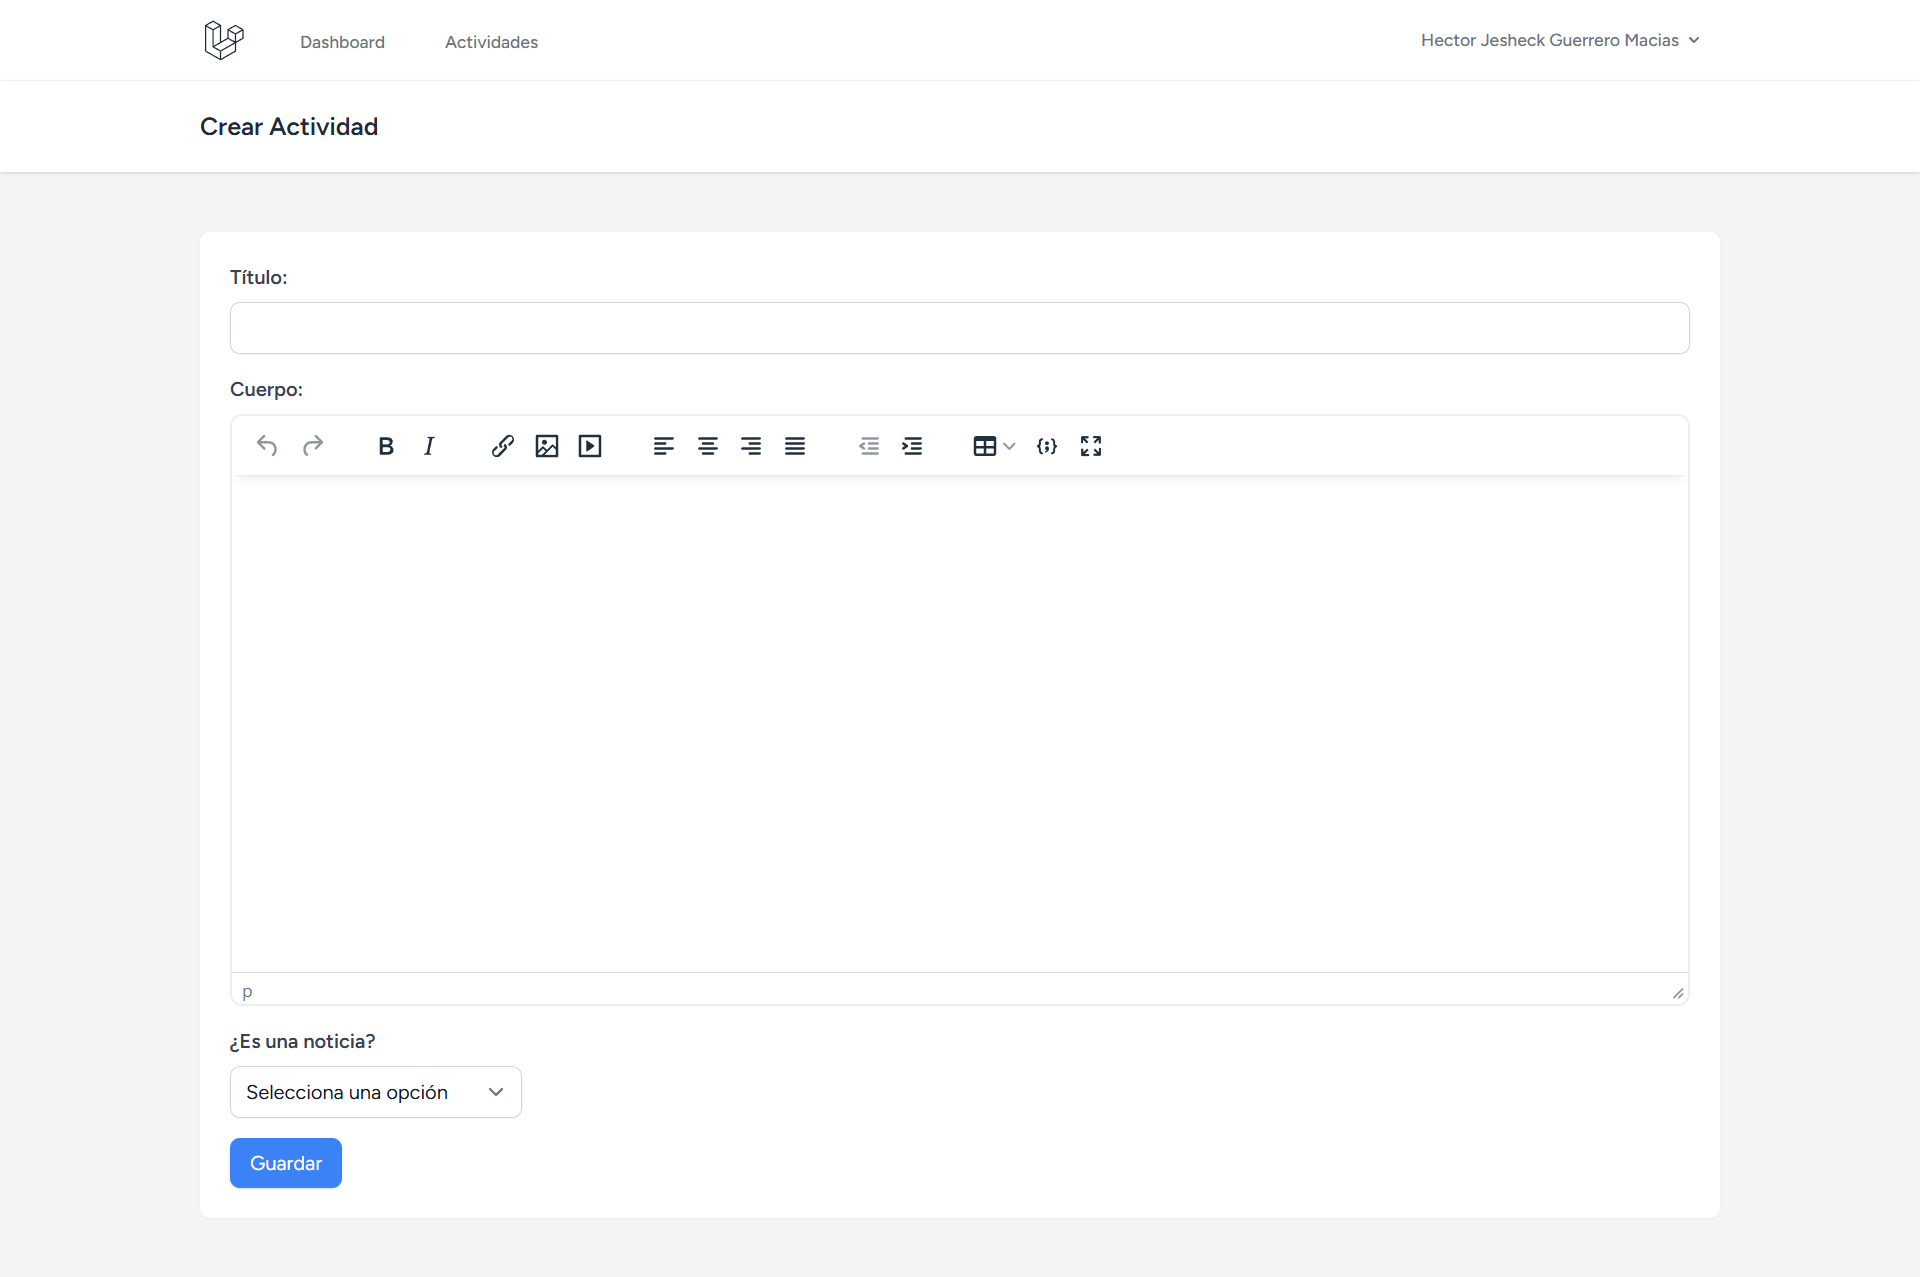 Dashboard
Actividades
Hector Jesheck Guerrero Macias
Crear Actividad
Título:
Cuerpo:
B I
p
¿Es una noticia?
Selecciona una opción
Guardar